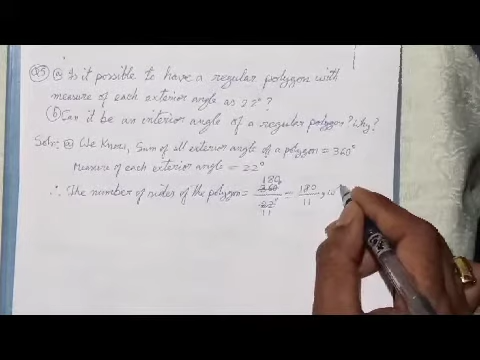 Q5) (a) Is it possible to have a regular polygon with
measure of each exterior angle as 22°?
(b) Can it be an interior angle of a regular polygon? Why?
Soln: (a) We know, Sum of all exterior angle of a polygon = 360°
Measure of each exterior angle = 22°
∴ The number of sides of the polygon = 360/22° = 180/11,
180
11